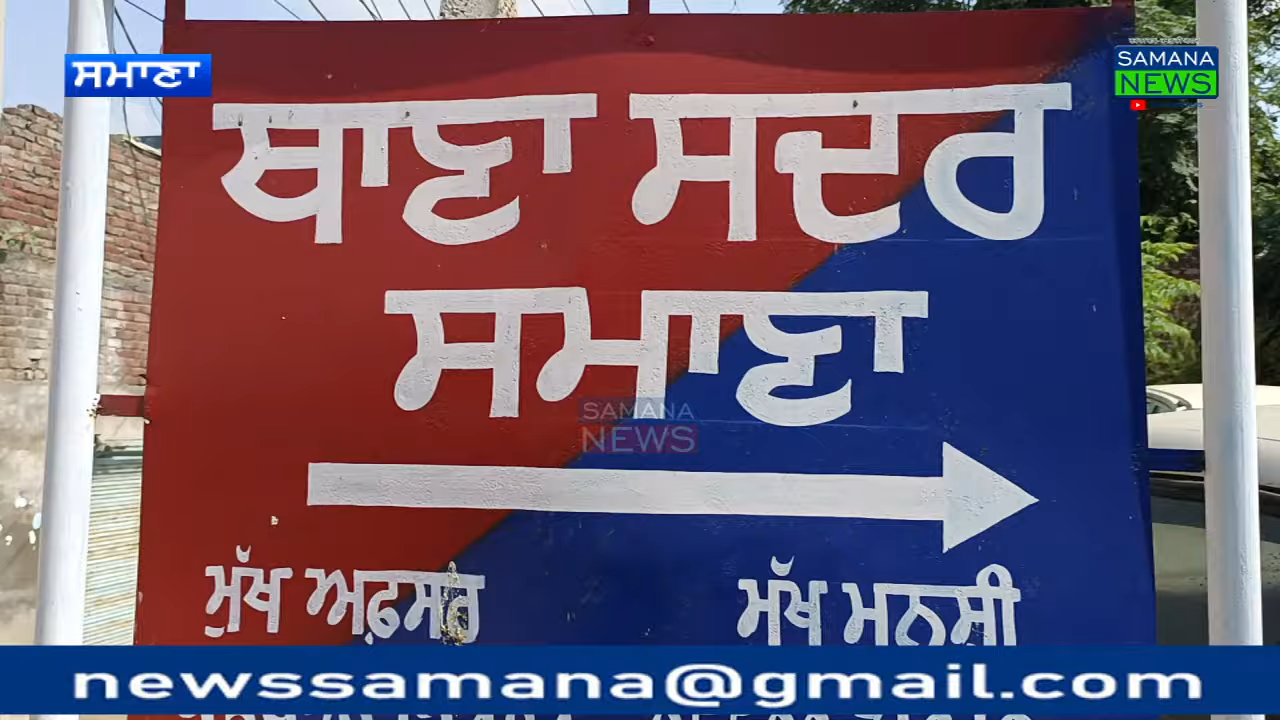 ਸਮਾਣਾ
SAMANA
NEWS
ਥਾਣਾ ਸਦਰ
ਸਮਾਣਾ
SAMANA
NEWS
ਮੁੱਖ ਅਫ਼ਸਰ
ਮੁੱਖ ਮੁਨਸ਼ੀ
newssamana@gmail.com